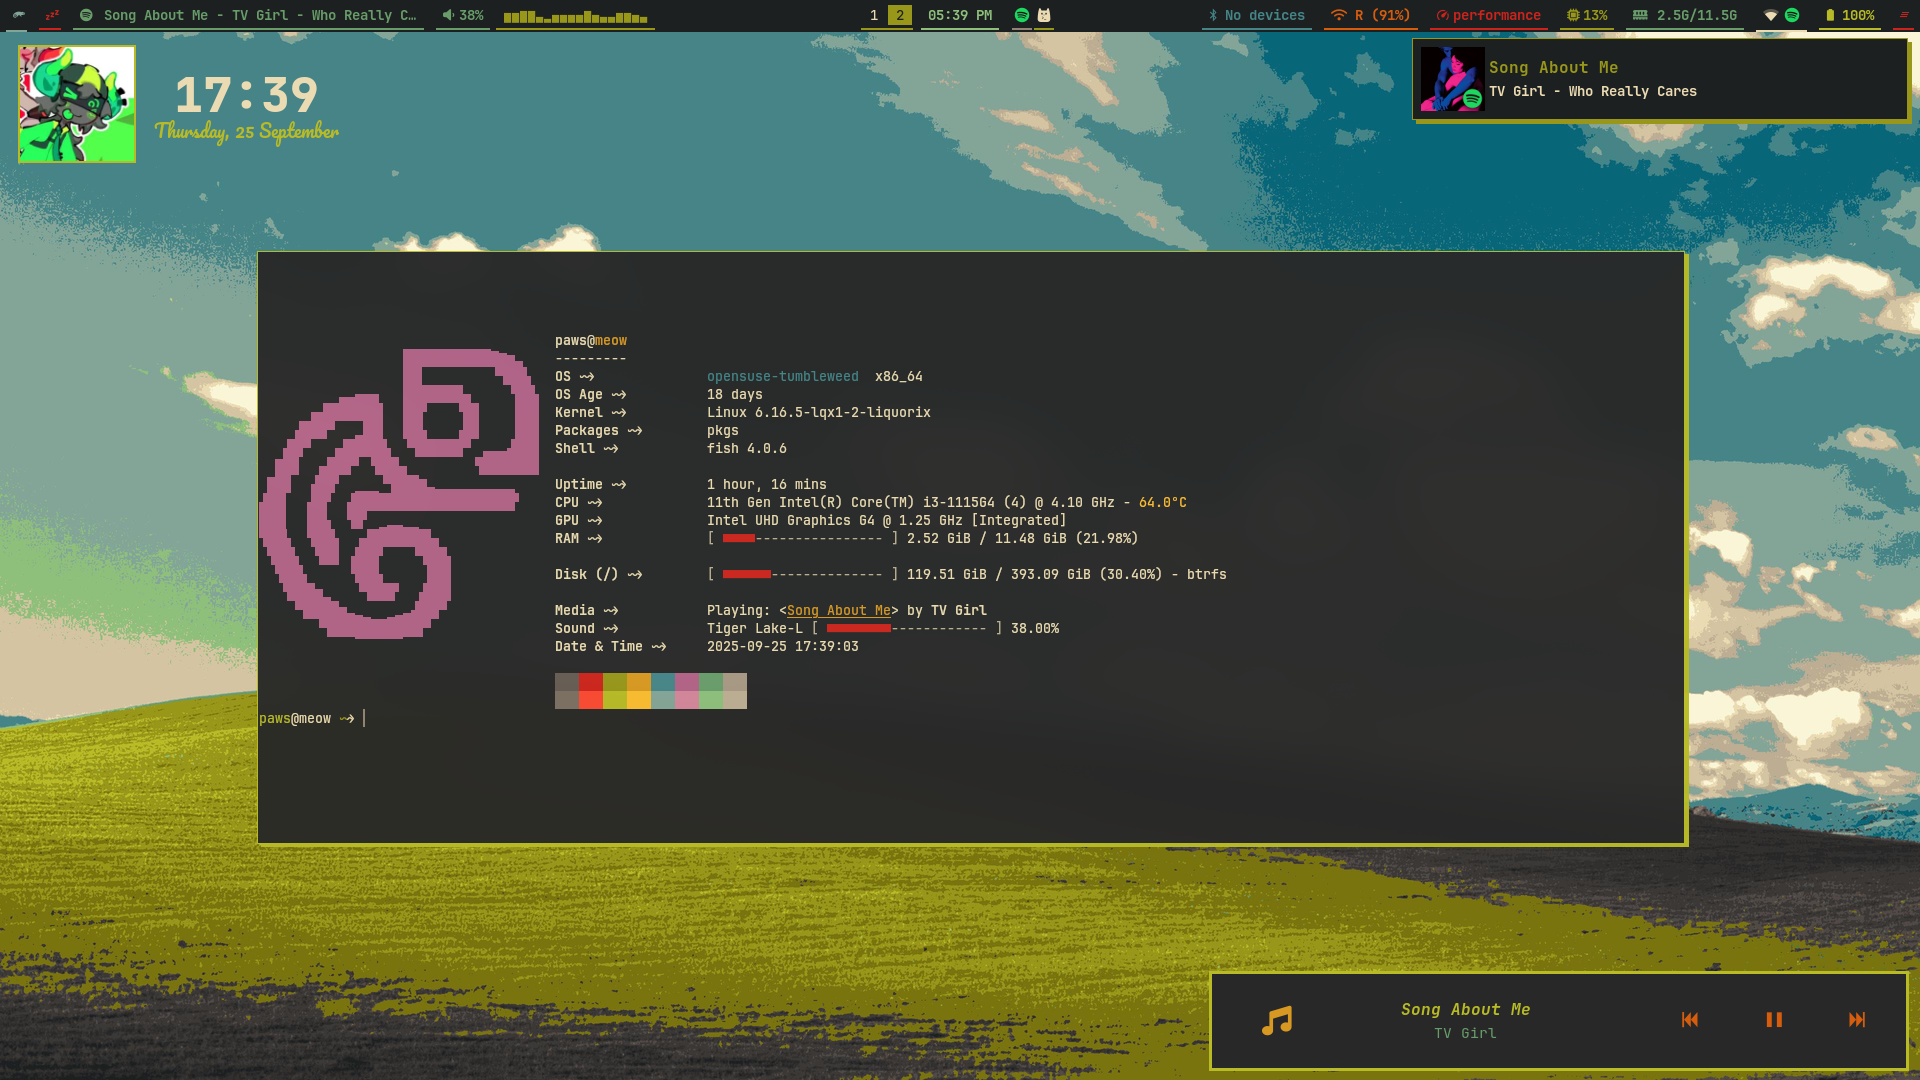 zzz Song About Me - TV Girl - Who Really C… 38% 1 2 05:39 PM No devices R (91%) performance 13% 2.5G/11.5G 100%
17:39
Thursday, 25 September
Song About Me
TV Girl - Who Really Cares
paws@meow
---------
OS ~> opensuse-tumbleweed x86_64
OS Age ~> 18 days
Kernel ~> Linux 6.16.5-lqx1-2-liquorix
Packages ~> pkgs
Shell ~> fish 4.0.6
Uptime ~> 1 hour, 16 mins
CPU ~> 11th Gen Intel(R) Core(TM) i3-1115G4 (4) @ 4.10 GHz - 64.0°C
GPU ~> Intel UHD Graphics G4 @ 1.25 GHz [Integrated]
RAM ~> [ ---------------- ] 2.52 GiB / 11.48 GiB (21.98%)
Disk (/) ~> [ -------------- ] 119.51 GiB / 393.09 GiB (30.40%) - btrfs
Media ~> Playing: <Song About Me> by TV Girl
Sound ~> Tiger Lake-L [ ------------ ] 38.00%
Date & Time ~> 2025-09-25 17:39:03
paws@meow ~>
Song About Me
TV Girl